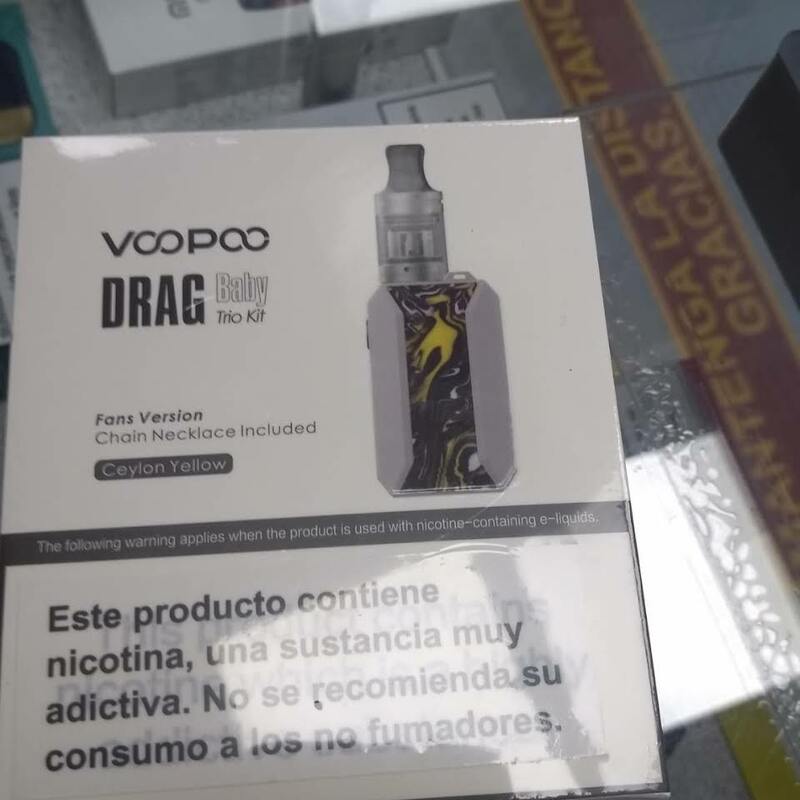 VOOPOO
DRAG Baby
Trio Kit
Fans Version
Chain Necklace Included
Ceylon Yellow
The following warning applies when the product is used with nicotine-containing e-liquids.
Este producto contiene
nicotina, una sustancia muy
adictiva. No se recomienda su
consumo a los no fumadores.
MANTENGA LA DISTANC
GRACIAS.